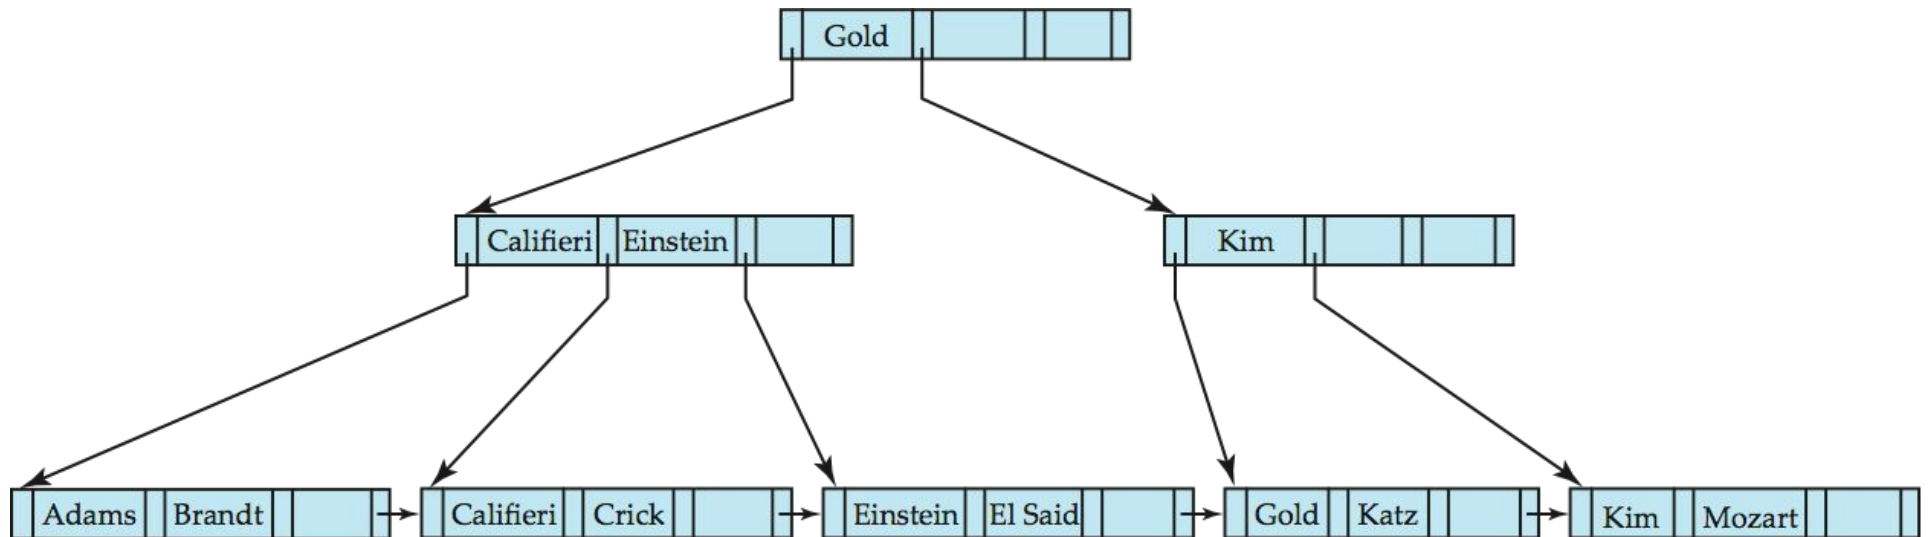 Gold
Califieri Einstein Kim
Adams Brandt Califieri Crick Einstein El Said Gold Katz Kim Mozart